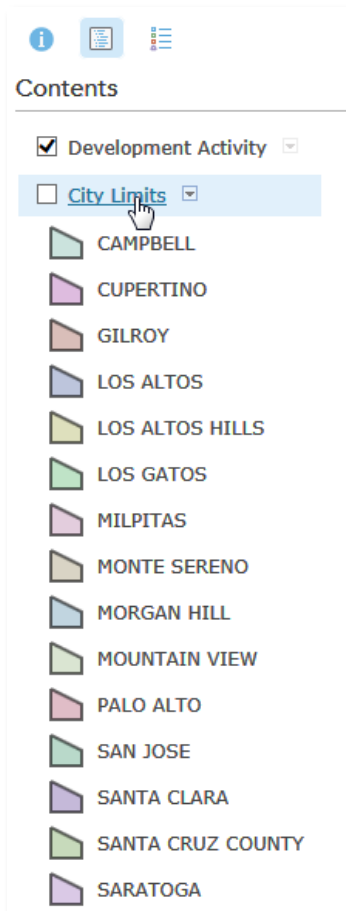 Contents
Development Activity
City Limits
CAMPBELL
CUPERTINO
GILROY
LOS ALTOS
LOS ALTOS HILLS
LOS GATOS
MILPITAS
MONTE SERENO
MORGAN HILL
MOUNTAIN VIEW
PALO ALTO
SAN JOSE
SANTA CLARA
SANTA CRUZ COUNTY
SARATOGA